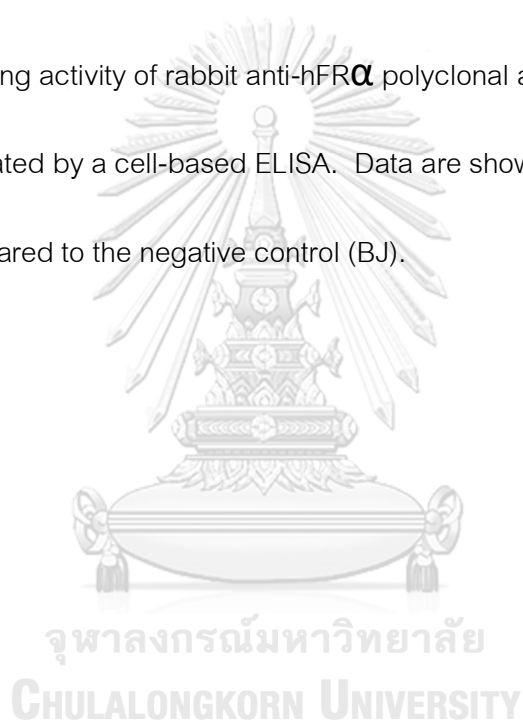 ng activity of rabbit anti-hFRα polyclonal a
ated by a cell-based ELISA. Data are show
ared to the negative control (BJ).
จุฬาลงกรณ์มหาวิทยาลัย
CHULALONGKORN UNIVERSITY